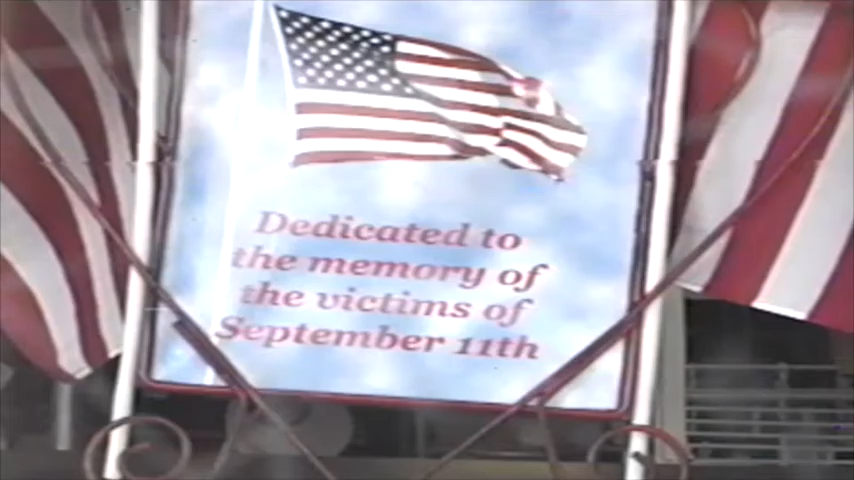 Dedicated to
the memory of
the victims of
September 11th